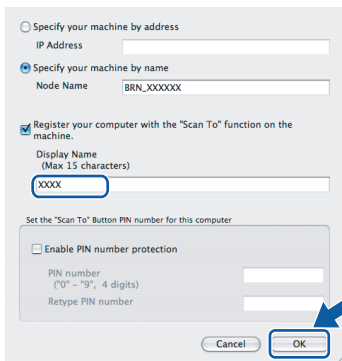 Specify your machine by address
IP Address
Specify your machine by name
Node Name BRN_XXXXXX
Register your computer with the "Scan To" function on the
machine.
Display Name
(Max 15 characters)
XXXX
Set the "Scan To" Button PIN number for this computer
Enable PIN number protection
PIN number
("0" – "9", 4 digits)
Retype PIN number
Cancel OK